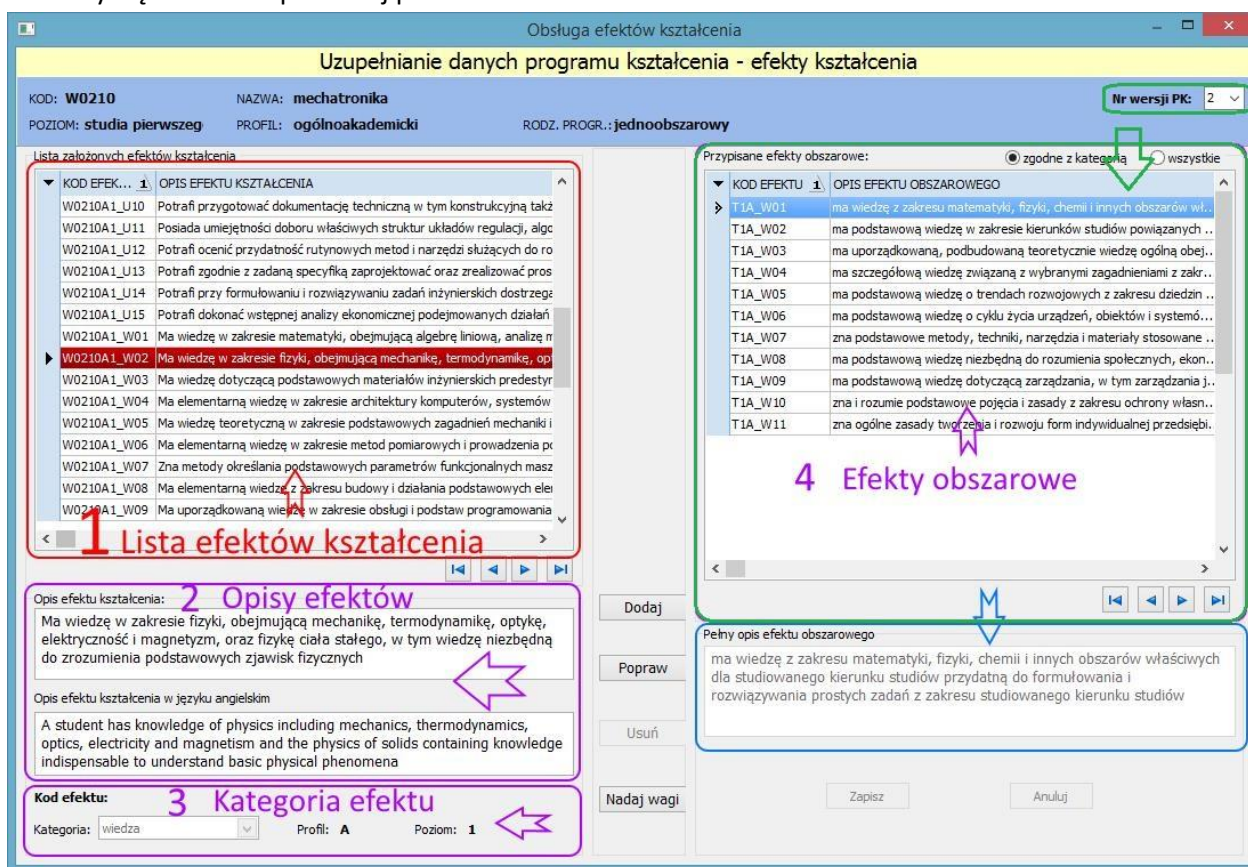 Obsługa efektów kształcenia
Uzupełnianie danych programu kształcenia - efekty kształcenia
KOD: W0210 NAZWA: mechatronika Nr wersji PK: 2
POZIOM: studia pierwszeg PROFIL: ogólnoakademicki RODZ. PROGR.: jednoobszarowy
Lista założonych efektów kształcenia
KOD EFEK... 1 OPIS EFEKTU KSZTAŁCENIA
W0210A1_U10 Potrafi przygotować dokumentację techniczną w tym konstrukcyjną takż
W0210A1_U11 Posiada umiejętności doboru właściwych struktur układów regulacji, algo
W0210A1_U12 Potrafi ocenić przydatność rutynowych metod i narzędzi służących do ro
W0210A1_U13 Potrafi zgodnie z zadaną specyfiką zaprojektować oraz zrealizować pros
W0210A1_U14 Potrafi przy formułowaniu i rozwiązywaniu zadań inżynierskich dostrzega
W0210A1_U15 Potrafi dokonać wstępnej analizy ekonomicznej podejmowanych działań
W0210A1_W01 Ma wiedzę w zakresie matematyki, obejmującą algebrę liniową, analizę m
W0210A1_W02 Ma wiedzę w zakresie fizyki, obejmującą mechanikę, termodynamikę, op
W0210A1_W03 Ma wiedzę dotyczącą podstawowych materiałów inżynierskich predestyn
W0210A1_W04 Ma elementarną wiedzę w zakresie architektury komputerów, systemów
W0210A1_W05 Ma wiedzę teoretyczną w zakresie podstawowych zagadnień mechaniki i
W0210A1_W06 Ma elementarną wiedzę w zakresie metod pomiarowych i prowadzenia po
W0210A1_W07 Zna metody określania podstawowych parametrów funkcjonalnych masz
W0210A1_W08 Ma elementarną wiedzę z zakresu budowy i działania podstawowych ele
W0210A1_W09 Ma uporządkowaną wiedzę w zakresie obsługi i podstaw programowania
1 Lista efektów kształcenia
Opis efektu kształcenia: 2 Opisy efektów
Ma wiedzę w zakresie fizyki, obejmującą mechanikę, termodynamikę, optykę,
elektryczność i magnetyzm, oraz fizykę ciała stałego, w tym wiedzę niezbędną
do zrozumienia podstawowych zjawisk fizycznych
Opis efektu kształcenia w języku angielskim
A student has knowledge of physics including mechanics, thermodynamics,
optics, electricity and magnetism and the physics of solids containing knowledge
indispensable to understand basic physical phenomena
Kod efektu: 3 Kategoria efektu
Kategoria: wiedza Profil: A Poziom: 1
Dodaj
Popraw
Usuń
Nadaj wagi
Przypisane efekty obszarowe: zgodne z kategorią wszystkie
KOD EFEKTU 1 OPIS EFEKTU OBSZAROWEGO
T1A_W01 ma wiedzę z zakresu matematyki, fizyki, chemii i innych obszarów wł..
T1A_W02 ma podstawową wiedzę w zakresie kierunków studiów powiązanych ..
T1A_W03 ma uporządkowaną, podbudowaną teoretycznie wiedzę ogólną obej..
T1A_W04 ma szczegółową wiedzę związaną z wybranymi zagadnieniami z zakr..
T1A_W05 ma podstawową wiedzę o trendach rozwojowych z zakresu dziedzin ..
T1A_W06 ma podstawową wiedzę o cyklu życia urządzeń, obiektów i systemó...
T1A_W07 zna podstawowe metody, techniki, narzędzia i materiały stosowane ..
T1A_W08 ma podstawową wiedzę niezbędną do rozumienia społecznych, ekon..
T1A_W09 ma podstawową wiedzę dotyczącą zarządzania, w tym zarządzania j..
T1A_W10 zna i rozumie podstawowe pojęcia i zasady z zakresu ochrony własn..
T1A_W11 zna ogólne zasady tworzenia i rozwoju form indywidualnej przedsiębi.
4 Efekty obszarowe
Pełny opis efektu obszarowego
ma wiedzę z zakresu matematyki, fizyki, chemii i innych obszarów właściwych
dla studiowanego kierunku studiów przydatną do formułowania i
rozwiązywania prostych zadań z zakresu studiowanego kierunku studiów
Zapisz Anuluj